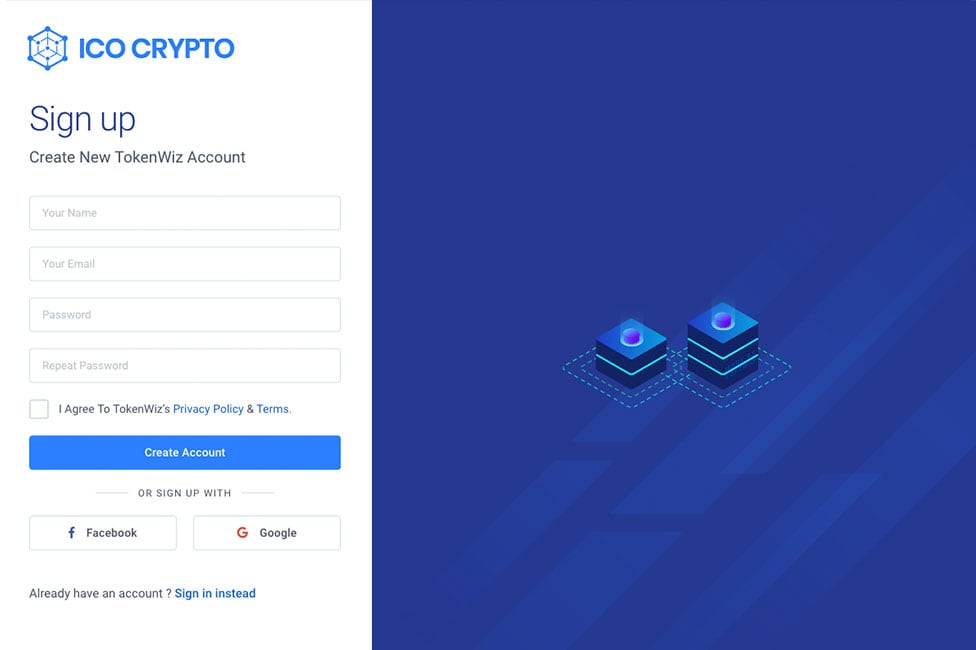 ICO CRYPTO
Sign up
Create New TokenWiz Account
Your Name
Your Email
Password
Repeat Password
I Agree To TokenWiz's Privacy Policy & Terms.
Create Account
OR SIGN UP WITH
Facebook
Google
Already have an account ? Sign in instead